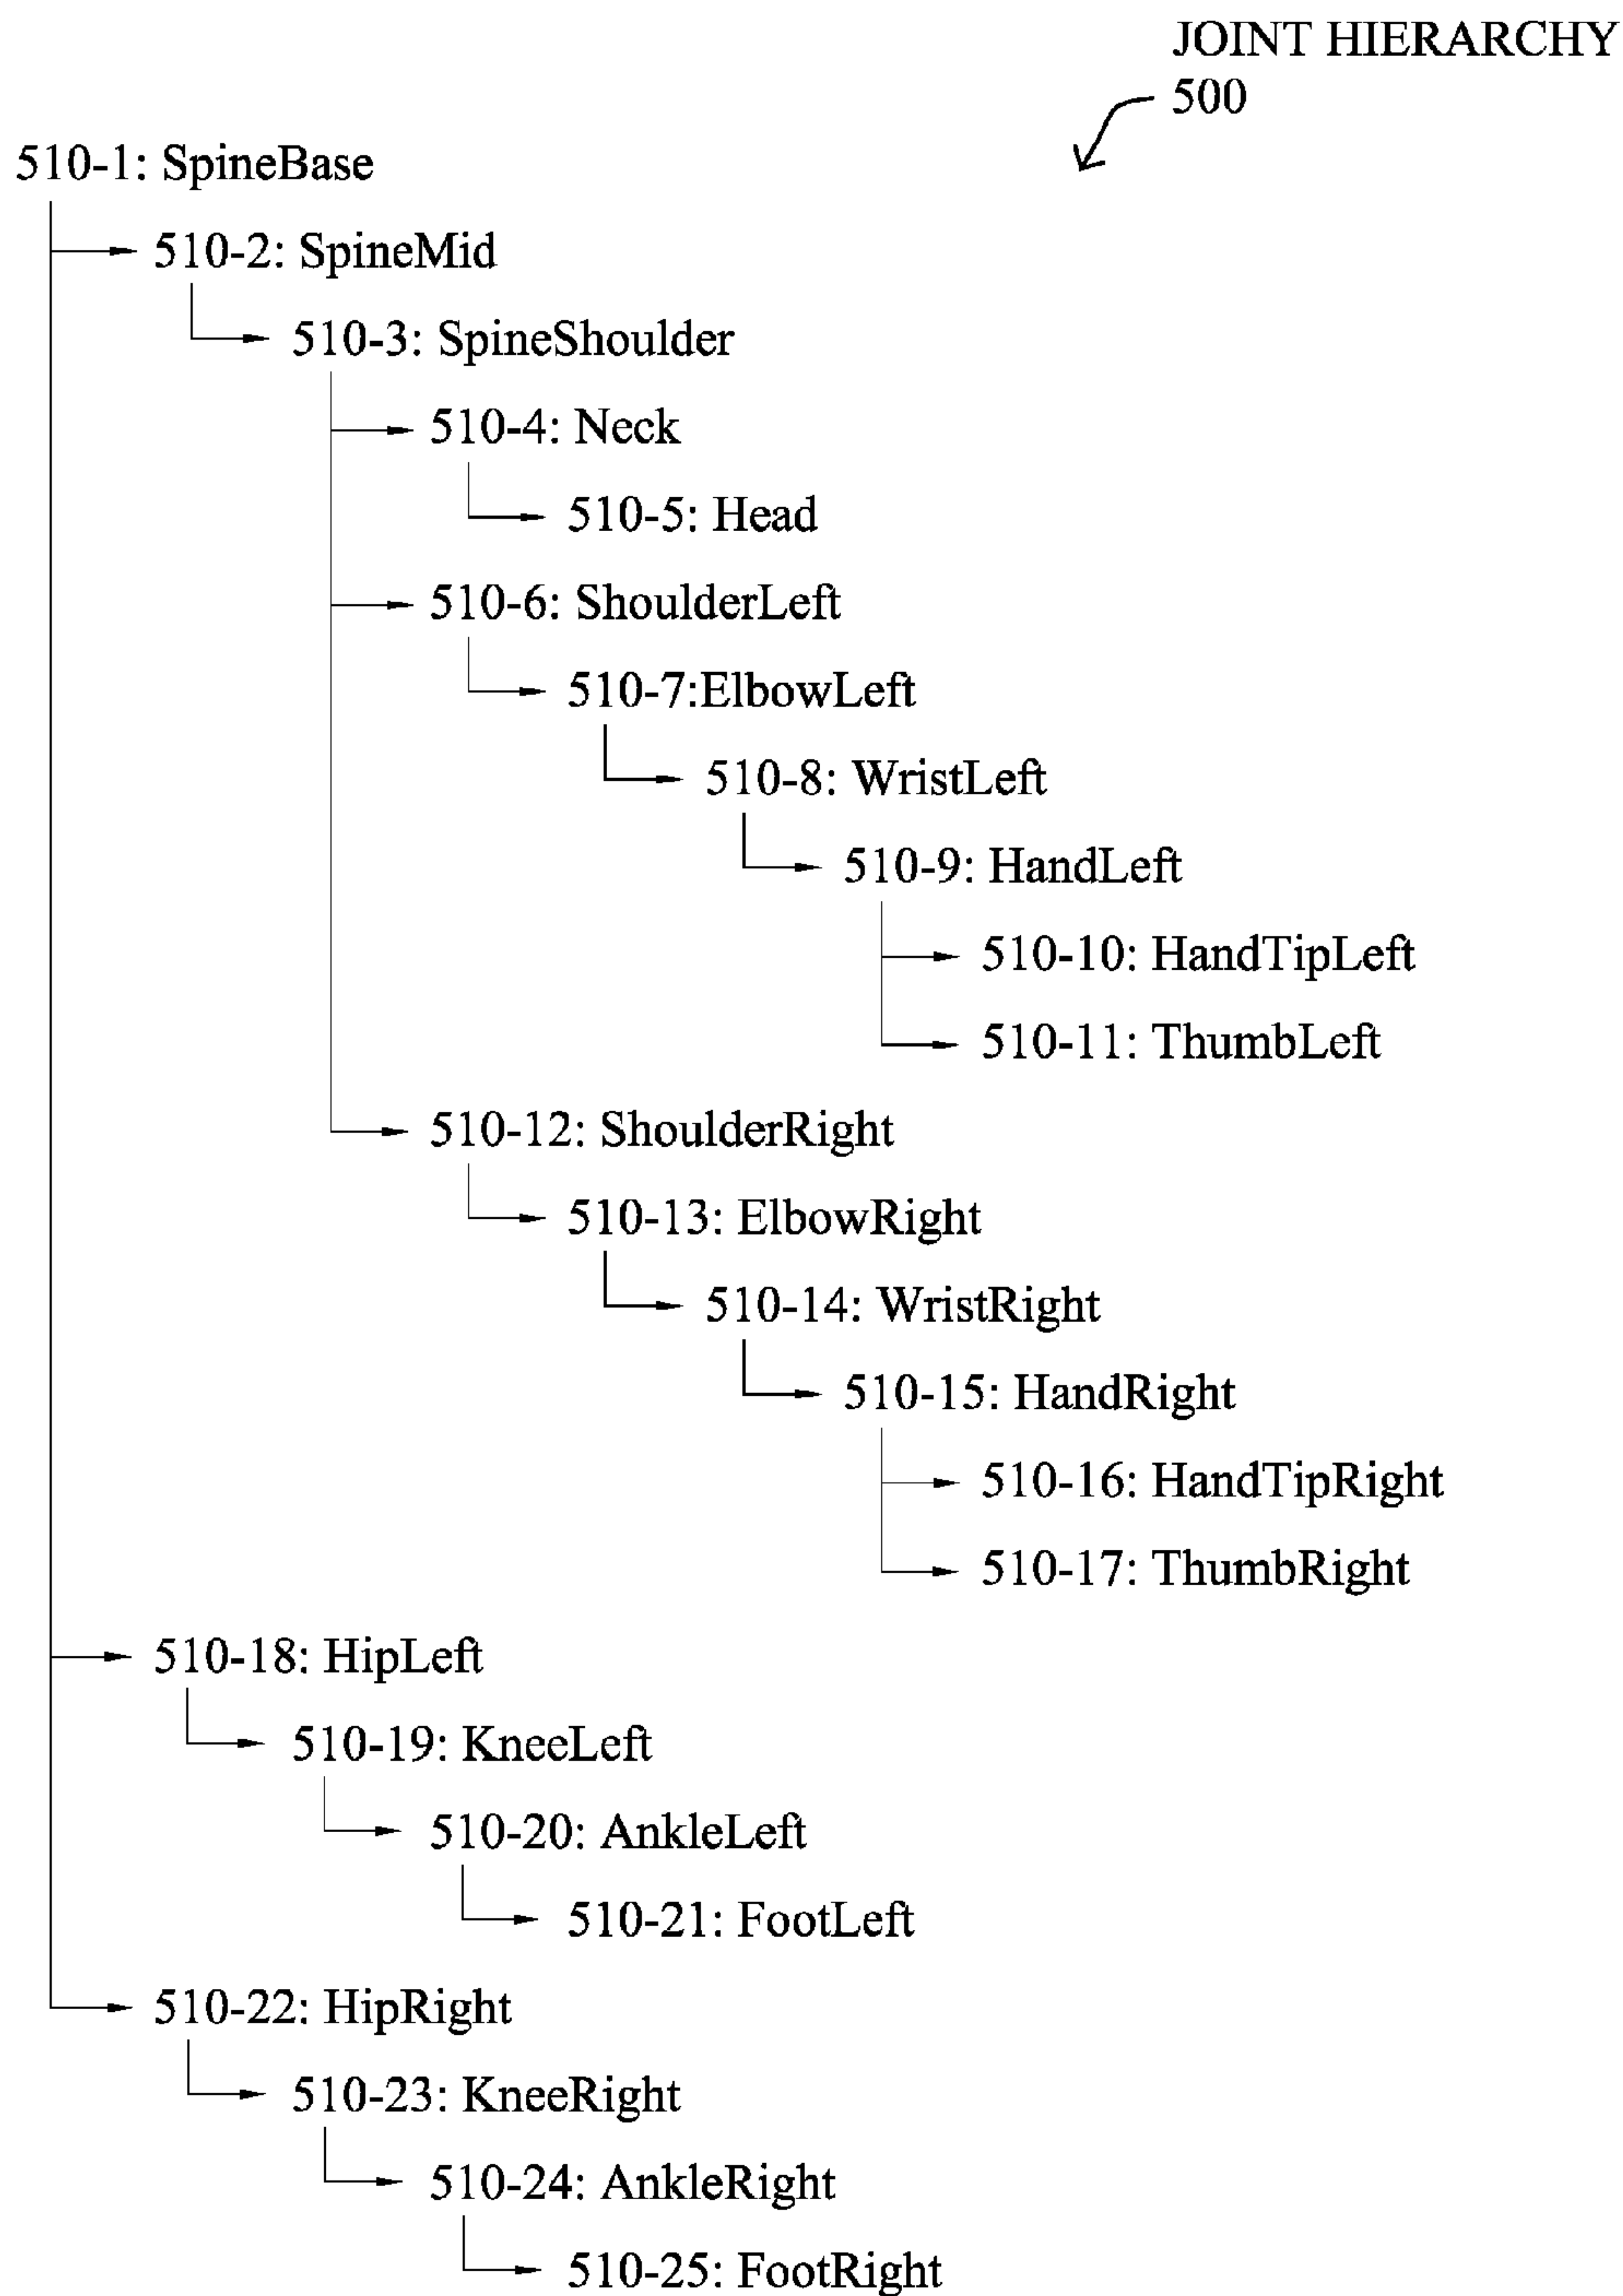 JOINT HIERARCHY
500
510-1: SpineBase
510-2: SpineMid
510-3: SpineShoulder
510-4: Neck
510-5: Head
510-6: ShoulderLeft
510-7:ElbowLeft
510-8: WristLeft
510-9: HandLeft
510-10: HandTipLeft
510-11: ThumbLeft
510-12: ShoulderRight
510-13: ElbowRight
510-14: WristRight
510-15: HandRight
510-16: HandTipRight
510-17: ThumbRight
510-18: HipLeft
510-19: KneeLeft
510-20: AnkleLeft
510-21: FootLeft
510-22: HipRight
510-23: KneeRight
510-24: AnkleRight
510-25: FootRight